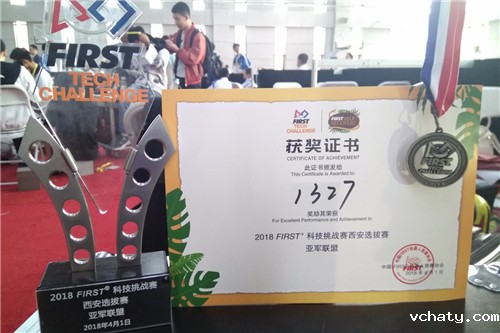 FIRST
TECH
CHALLENGE
2018 FIRST® 科技挑战赛
西安选拔赛
亚军联盟
2018年4月1日
FIRST
TECH
CHALLENGE
FIRST
获奖证书
CERTIFICATE OF ACHIEVEMENT
此证书颁发给
This Certificate is Awarded to:
1327
奖励其荣获
For Excellent Performance and Achievement in:
2018 FIRST® 科技挑战赛西安选拔赛
亚军联盟
vchaty.com